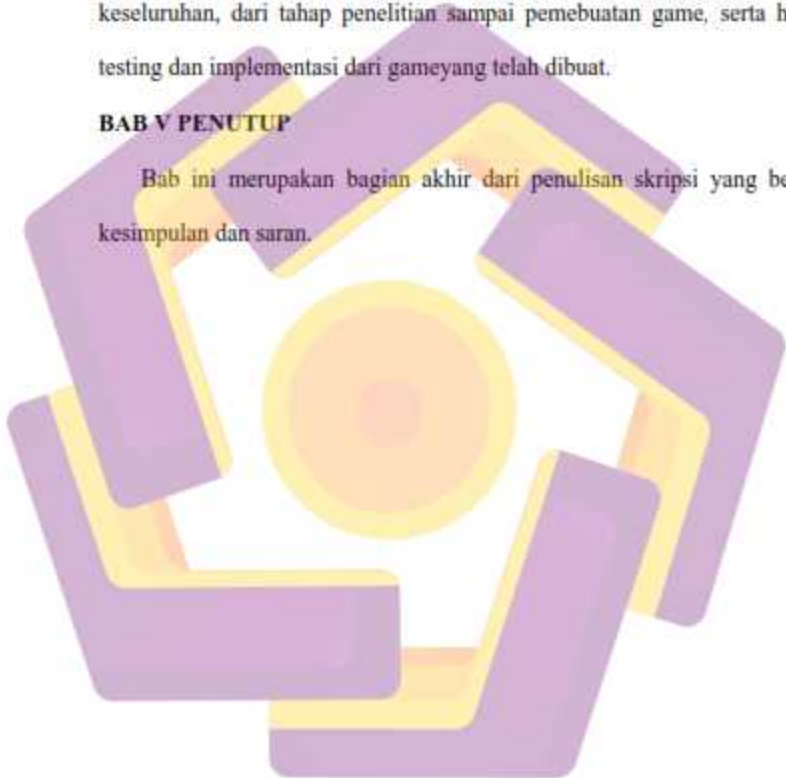 keseluruhan, dari tahap penelitian sampai pemebuatan game, serta
testing dan implementasi dari gameyang telah dibuat.
BAB V PENUTUP
Bab ini merupakan bagian akhir dari penulisan skripsi yang
kesimpulan dan saran.